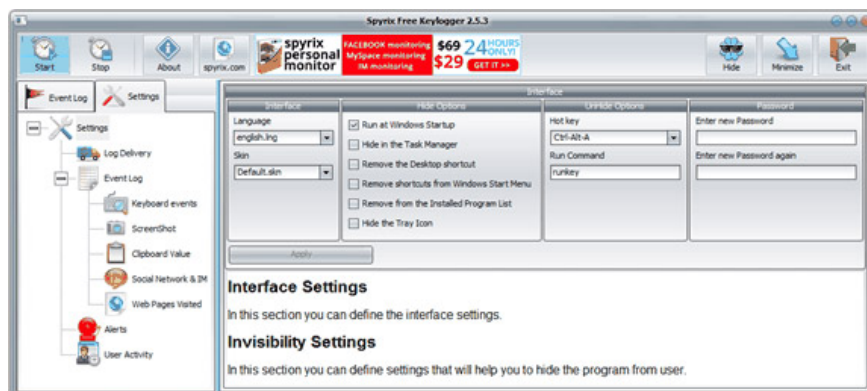 Spyrix Free Keylogger 2.5.3
Start
Stop
About
spyrix.com
spyrix
personal
monitor
FACEBOOK monitoring
MySpace monitoring
IM monitoring
$69 24 HOURS ONLY!
$29 GET IT >>
Hide
Minimize
Exit
Event Log
Settings
Settings
Log Delivery
Event Log
Keyboard events
ScreenShot
Clipboard Value
Social Network & IM
Web Pages Visited
Alerts
User Activity
Interface
Interface
Language
english.lng
Skin
Default.skn
Hide Options
Run at Windows Startup
Hide in the Task Manager
Remove the Desktop shortcut
Remove shortcuts from Windows Start Menu
Remove from the Installed Program List
Hide the Tray Icon
UnHide Options
Hot key
Ctrl-Alt-A
Run Command
runkey
Password
Enter new Password
Enter new Password again
Apply
Interface Settings
In this section you can define the interface settings.
Invisibility Settings
In this section you can define settings that will help you to hide the program from user.